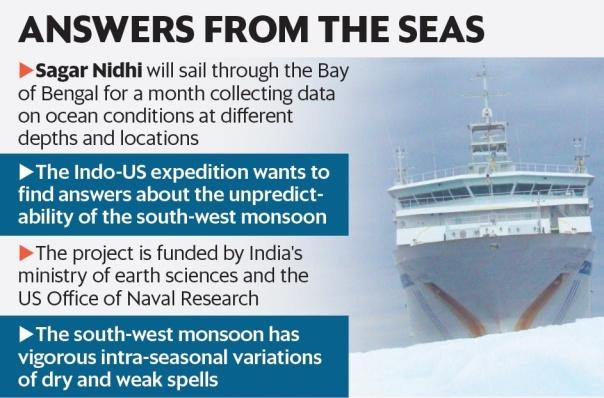 ANSWERS FROM THE SEAS
▶Sagar Nidhi will sail through the Bay
of Bengal for a month collecting data
on ocean conditions at different
depths and locations
▶The Indo-US expedition wants to
find answers about the unpredict-
ability of the south-west monsoon
▶The project is funded by India's
ministry of earth sciences and the
US Office of Naval Research
▶The south-west monsoon has
vigorous intra-seasonal variations
of dry and weak spells